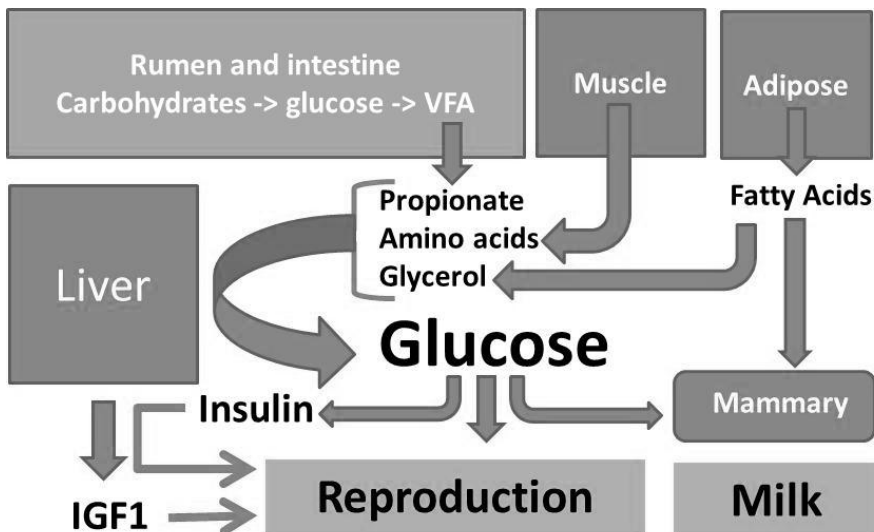 Rumen and intestine
Carbohydrates -> glucose -> VFA
Muscle
Adipose
Liver
Propionate
Amino acids
Glycerol
Fatty Acids
Glucose
Insulin
Mammary
IGF1
Reproduction
Milk